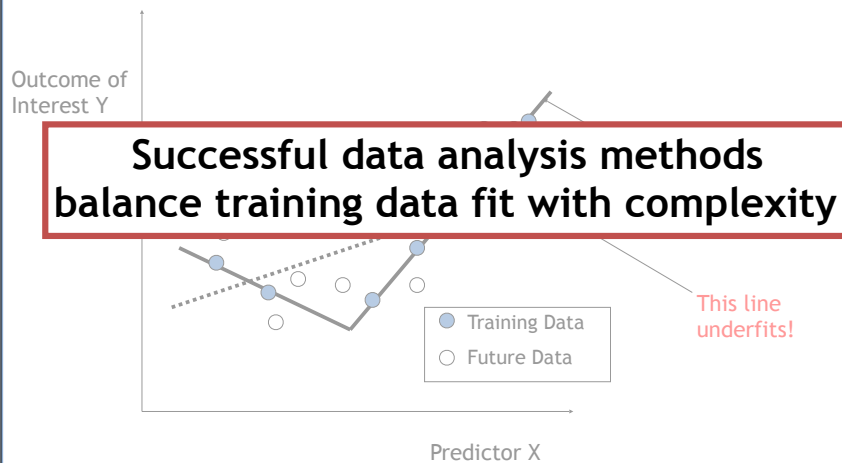 Outcome of
Interest Y
Successful data analysis methods
balance training data fit with complexity
This line
underfits!
Training Data
Future Data
Predictor X